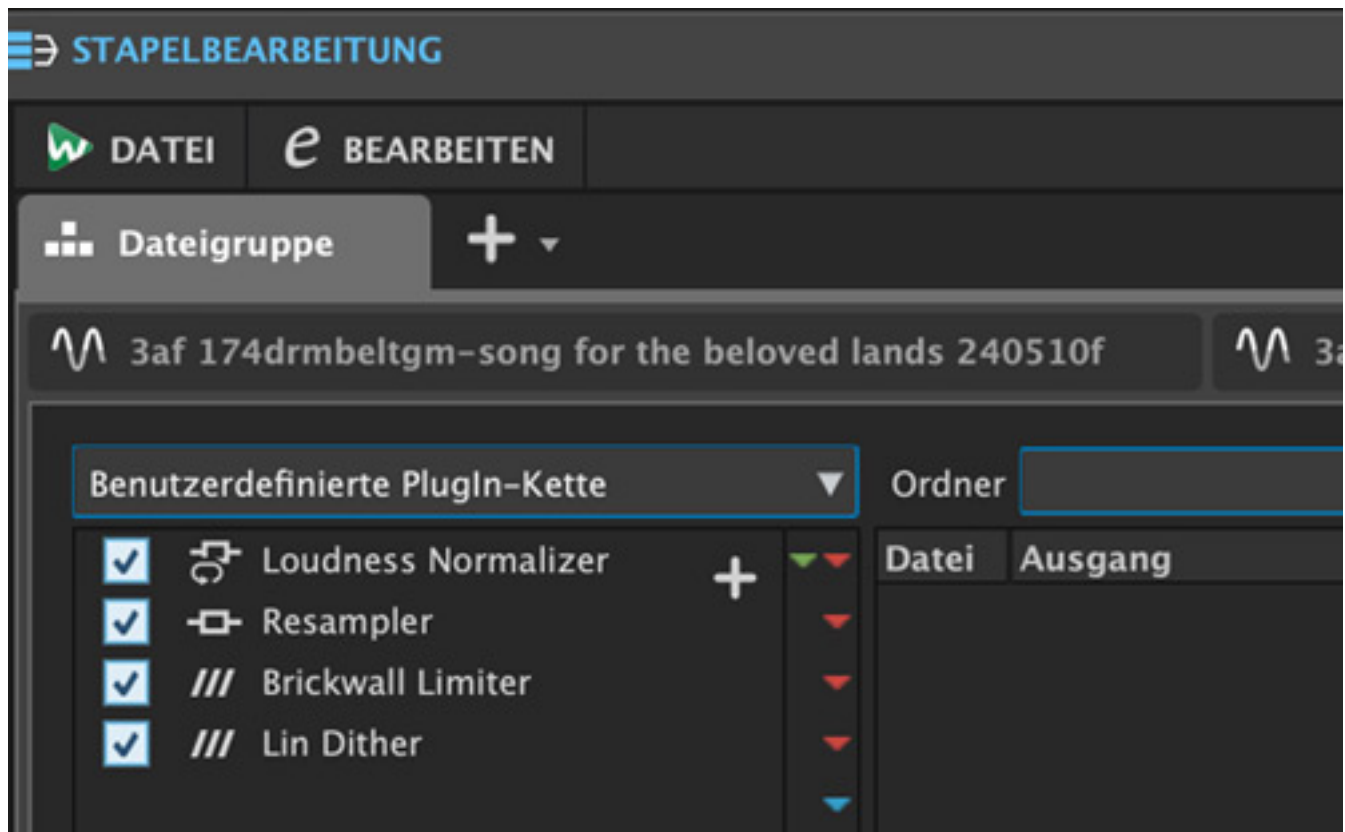 STAPELBEARBEITUNG
DATEI BEARBEITEN
Dateigruppe
3af 174drmbeltgm-song for the beloved lands 240510f
Benutzerdefinierte PlugIn-Kette Ordner
Loudness Normalizer Datei Ausgang
Resampler
Brickwall Limiter
Lin Dither